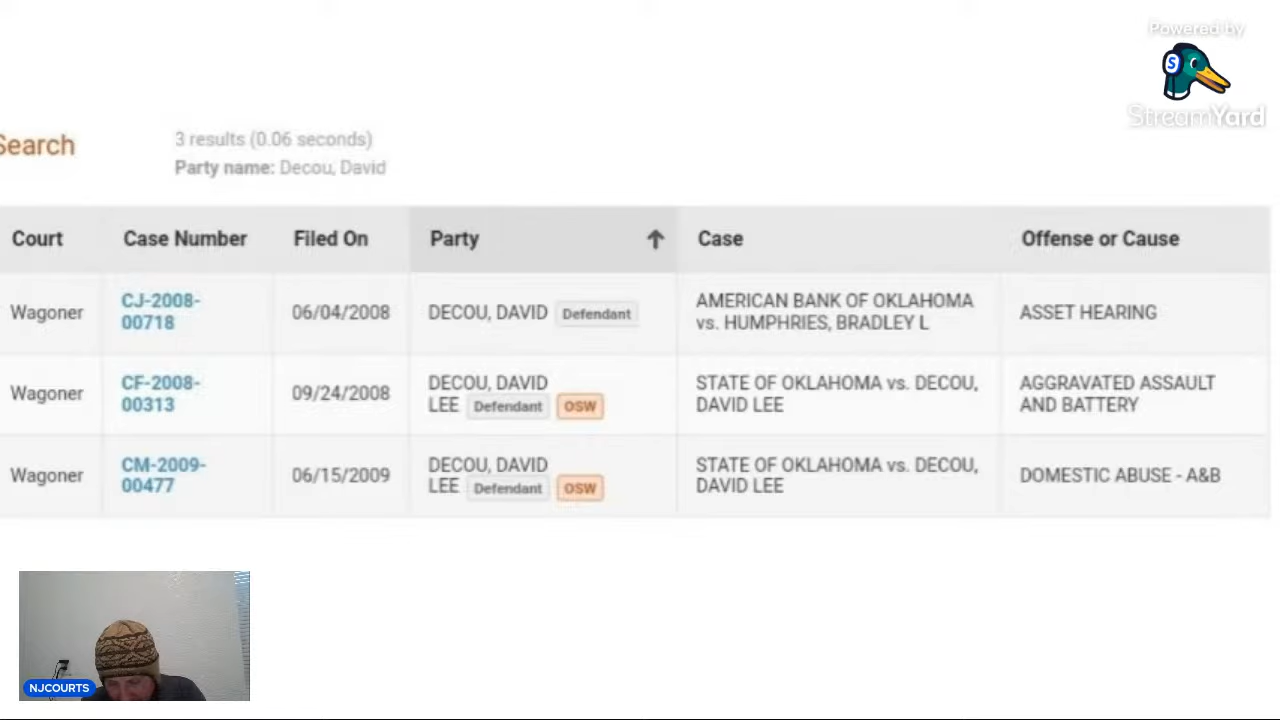 Powered by
StreamYard
Search
3 results (0.06 seconds)
Party name: Decou, David
Court Case Number Filed On Party Case Offense or Cause
Wagoner CJ-2008-00718 06/04/2008 DECOU, DAVID Defendant AMERICAN BANK OF OKLAHOMA vs. HUMPHRIES, BRADLEY L ASSET HEARING
Wagoner CF-2008-00313 09/24/2008 DECOU, DAVID LEE Defendant OSW STATE OF OKLAHOMA vs. DECOU, DAVID LEE AGGRAVATED ASSAULT AND BATTERY
Wagoner CM-2009-00477 06/15/2009 DECOU, DAVID LEE Defendant OSW STATE OF OKLAHOMA vs. DECOU, DAVID LEE DOMESTIC ABUSE - A&B
NJCOURTS